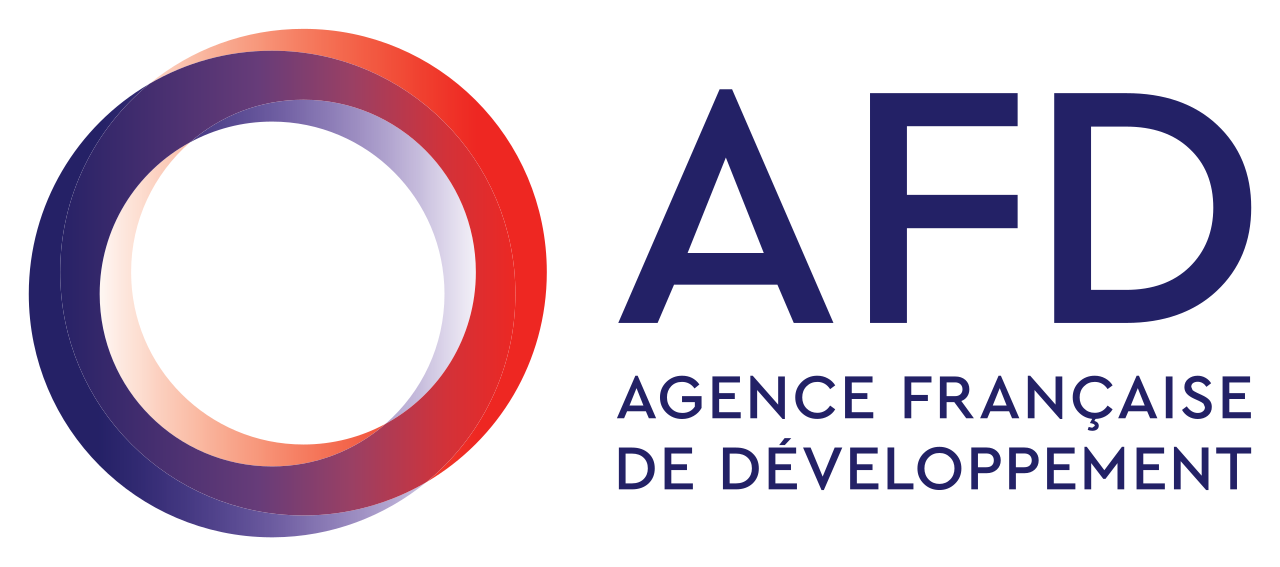 AFD
AGENCE FRANÇAISE
DE DÉVELOPPEMENT